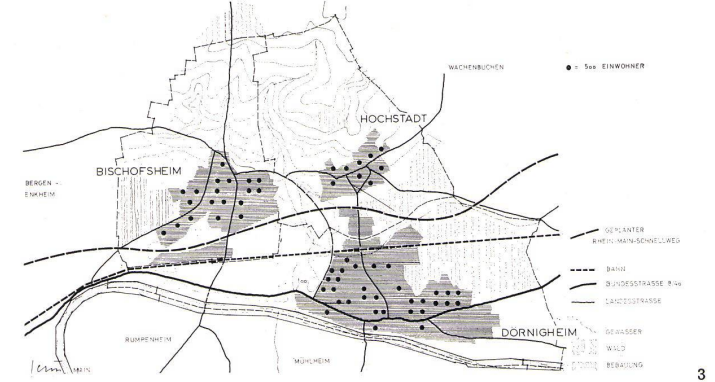 WACHENBUCHEN
● = 500 EINWOHNER
HOCHSTADT
BISCHOFSHEIM
BERGEN -
ENKHEIM
GEPLANTER
RHEIN-MAIN-SCHNELLWEG
BAHN
BUNDESSTRASSE 8/40
LANDESSTRASSE
DÖRNIGHEIM
GEWÄSSER
WALD
BEBAUUNG
RUMPENHEIM
MÜHLHEIM
MAIN
3